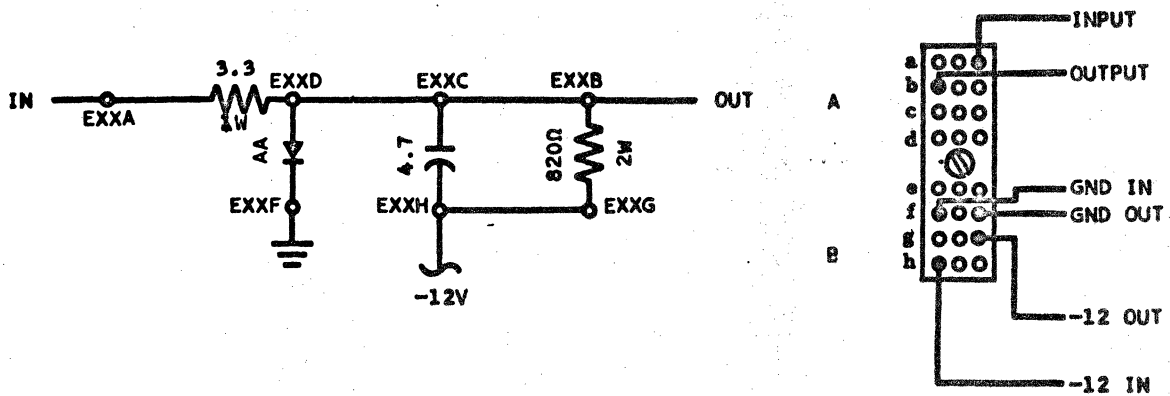 IN
EXXA
3.3
1W
EXXD
AA
EXXF
EXXC
4.7
EXXH
-12V
EXXB
820Ω
2W
EXXG
OUT
A
B
a
b
c
d
e
f
g
h
INPUT
OUTPUT
GND IN
GND OUT
-12 OUT
-12 IN